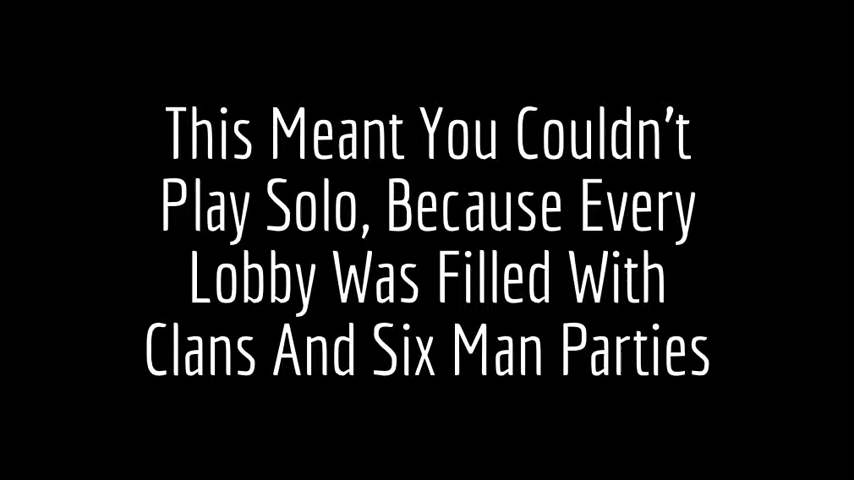 This Meant You Couldn't
Play Solo, Because Every
Lobby Was Filled With
Clans And Six Man Parties